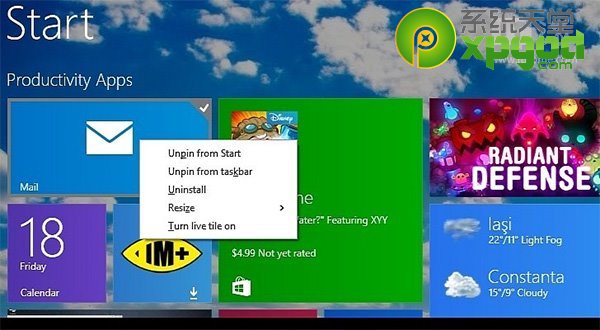 Start
系统天堂
xpgod
.com
Productivity Apps
Mail
Unpin from Start
Unpin from taskbar
Uninstall
Resize
Turn live tile on
Disney
ater?" Featuring XYY
$4.99 Not yet rated
RADIANT
DEFENSE
18
Friday
Calendar
IM+
Iași
22°/11° Light Fog
Constanta
15°/9° Cloudy